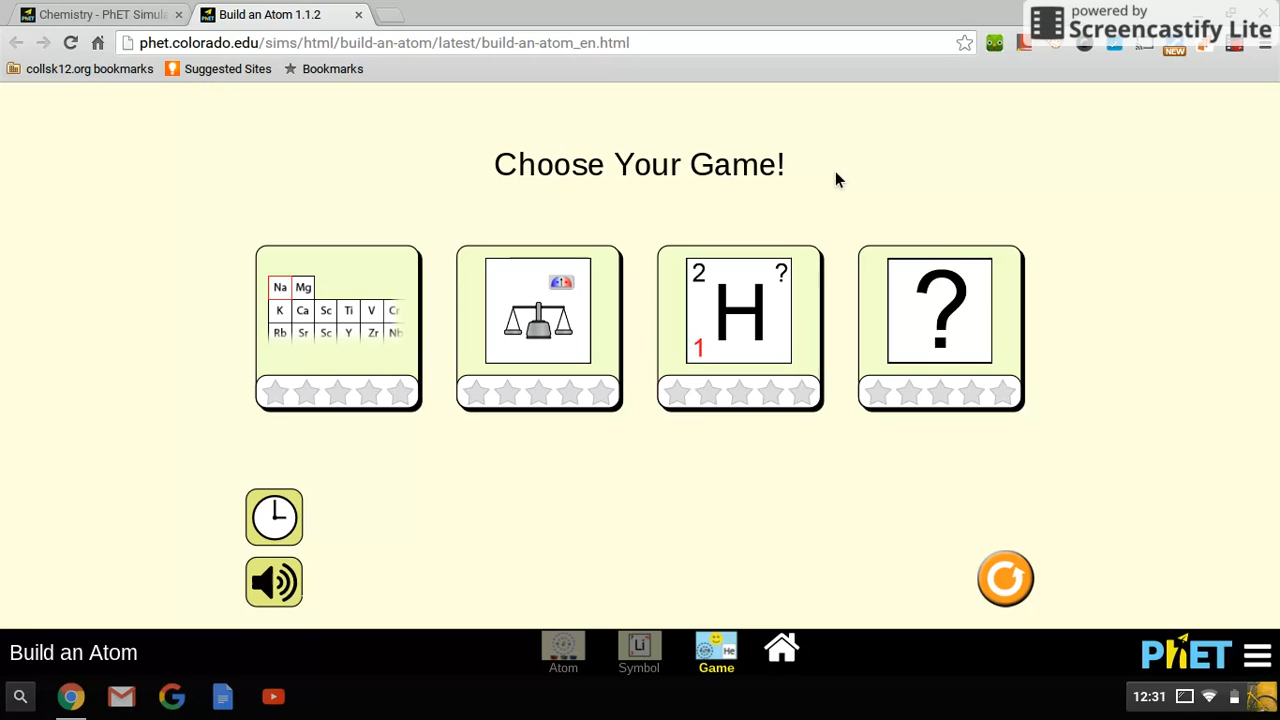 Chemistry - PhET Simula
Build an Atom 1.1.2
powered by
Screencastify Lite
phet.colorado.edu/sims/html/build-an-atom/latest/build-an-atom_en.html
NEW
collsk12.org bookmarks
Suggested Sites
Bookmarks
Choose Your Game!
Na Mg
K Ca Sc Ti V Cr
Rb Sr Sc Y Zr Nb
2 ?
H
1
?
Build an Atom
Atom
Symbol
Li
Game
He
PhET
12:31